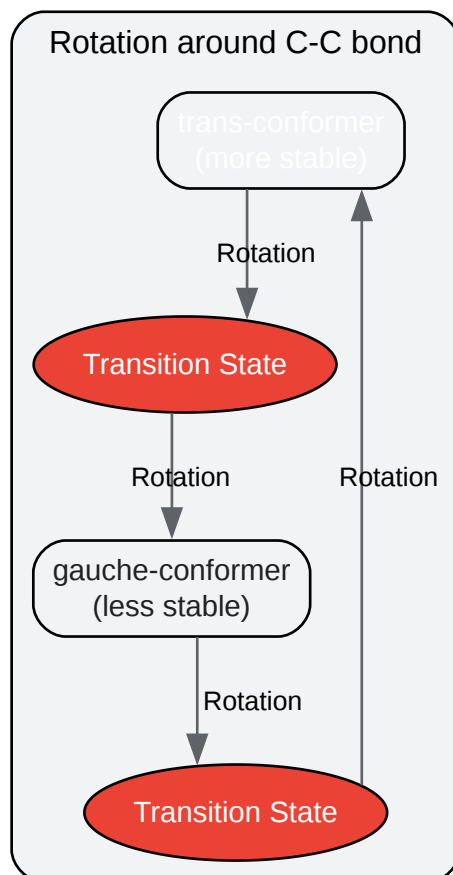 Rotation around C-C bond
trans-conformer
(more stable)
Rotation
Transition State
Rotation
Rotation
gauche-conformer
(less stable)
Rotation
Transition State